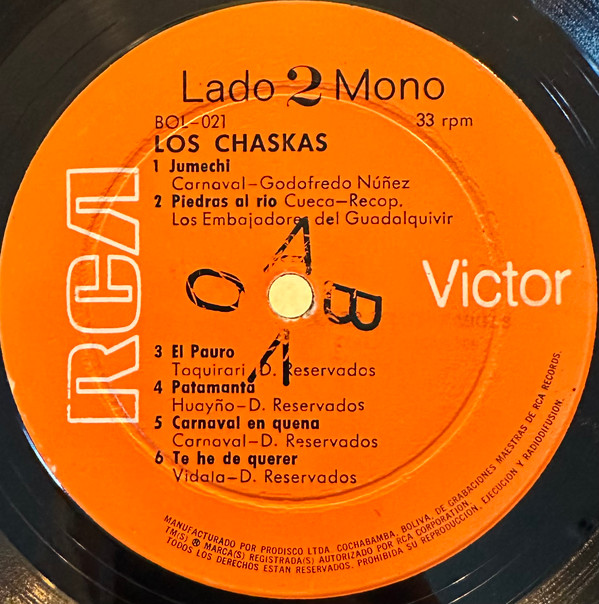 Lado 2 Mono
BOL-021 33 rpm
LOS CHASKAS
1 Jumechi
Carnaval-Godofredo Núñez
2 Piedras al rio Cueca-Recop.
Los Embajadores del Guadalquivir
RCA
Victor
3 El Pauro
Taquirari D. Reservados
4 Patamanta
Huayño-D. Reservados
5 Carnaval en quena
Carnaval-D. Reservados
6 Te he de querer
Vidala-D. Reservados
MANUFACTURADO POR PRODISCO LTDA. COCHABAMBA, BOLIVA, DE GRABACIONES MAESTRAS DE RCA RECORDS.
TM(S) ® MARCA(S) REGISTRADA(S) AUTORIZADO POR RCA CORPORATION.
TODOS LOS DERECHOS ESTAN RESERVADOS. PROHIBIDA SU REPRODUCCION, EJECUCION Y RADIODIFUSION.
A
B
A
O